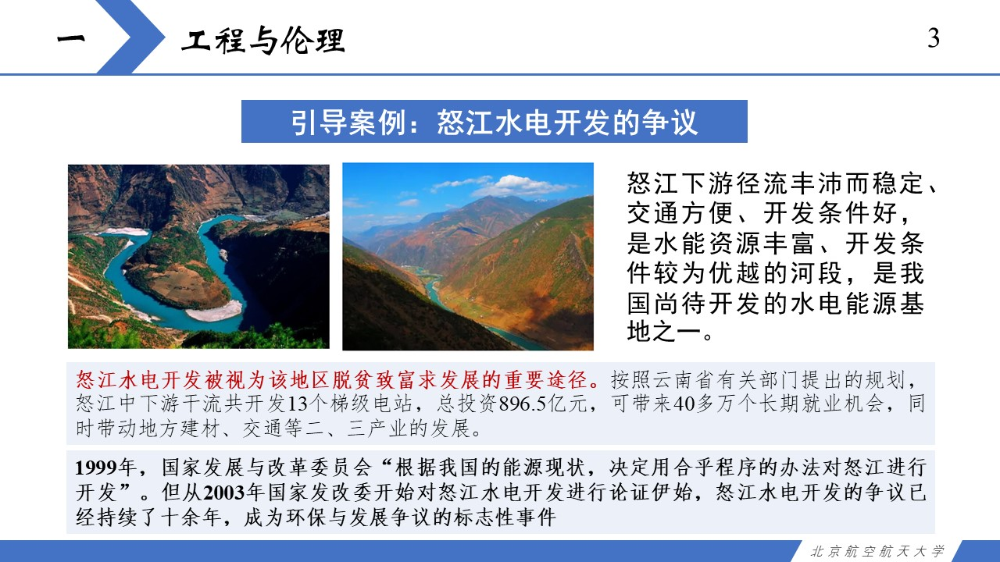 一
工程与伦理
3
引导案例：怒江水电开发的争议
怒江下游径流丰沛而稳定、
交通方便、开发条件好，
是水能资源丰富、开发条
件较为优越的河段，是我
国尚待开发的水电能源基
地之一。
怒江水电开发被视为该地区脱贫致富求发展的重要途径。按照云南省有关部门提出的规划，
怒江中下游干流共开发13个梯级电站，总投资896.5亿元，可带来40多万个长期就业机会，同
时带动地方建材、交通等二、三产业的发展。
1999年，国家发展与改革委员会“根据我国的能源现状，决定用合乎程序的办法对怒江进行
开发”。但从2003年国家发改委开始对怒江水电开发进行论证伊始，怒江水电开发的争议已
经持续了十余年，成为环保与发展争议的标志性事件
北京航空航天大学